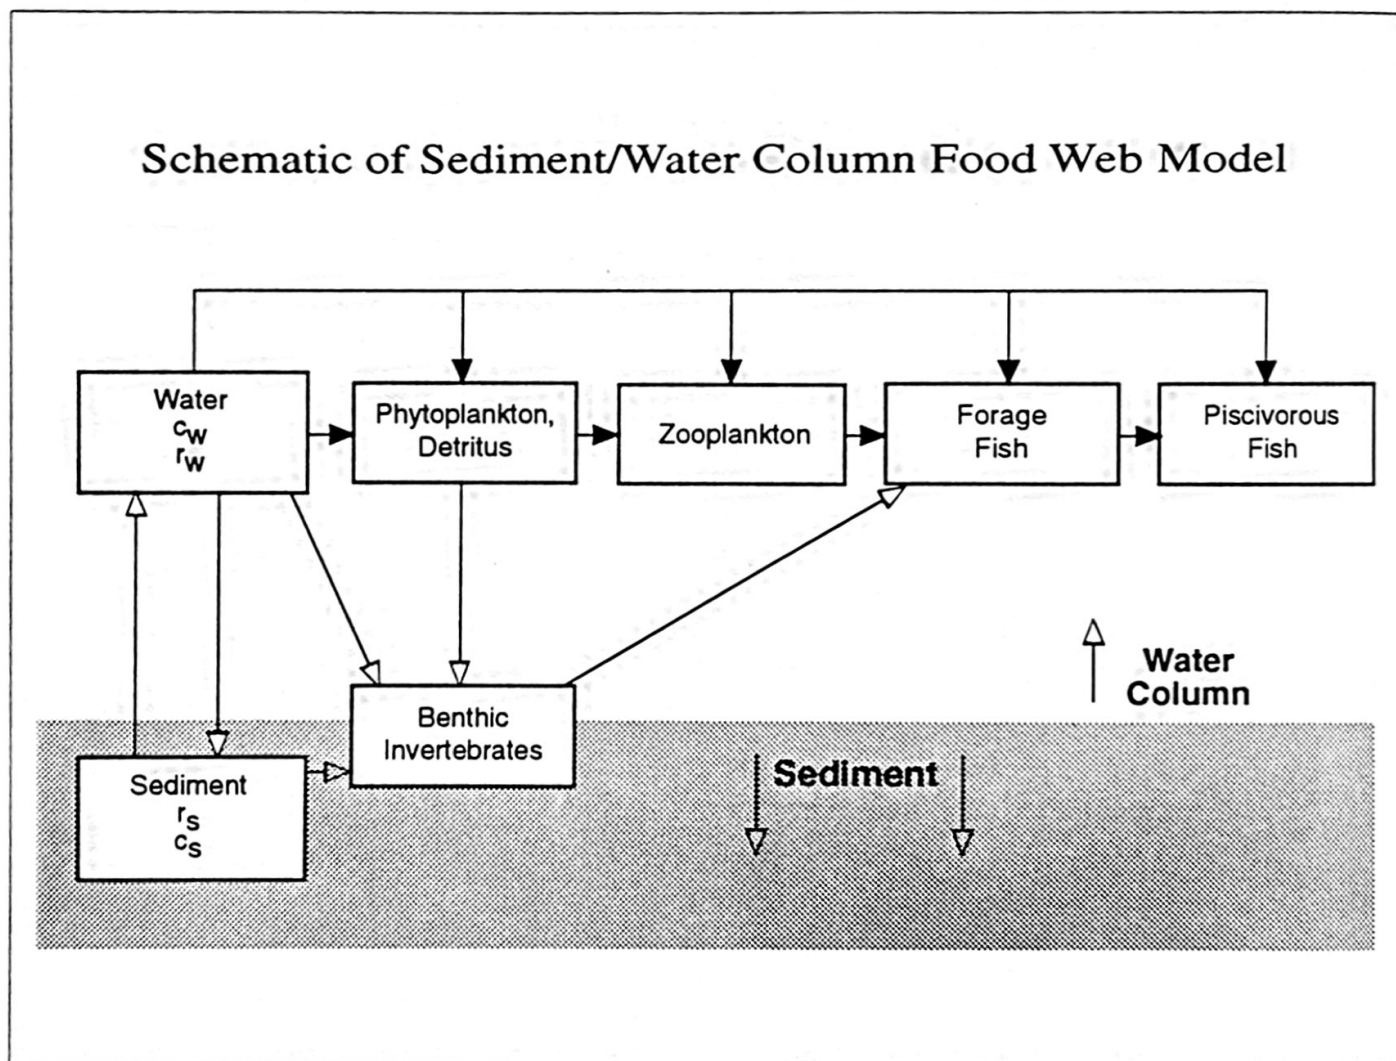 Schematic of Sediment/Water Column Food Web Model
Water
cw
rw
Phytoplankton,
Detritus
Zooplankton
Forage
Fish
Piscivorous
Fish
Benthic
Invertebrates
Water
Column
Sediment
Sediment
rs
cs